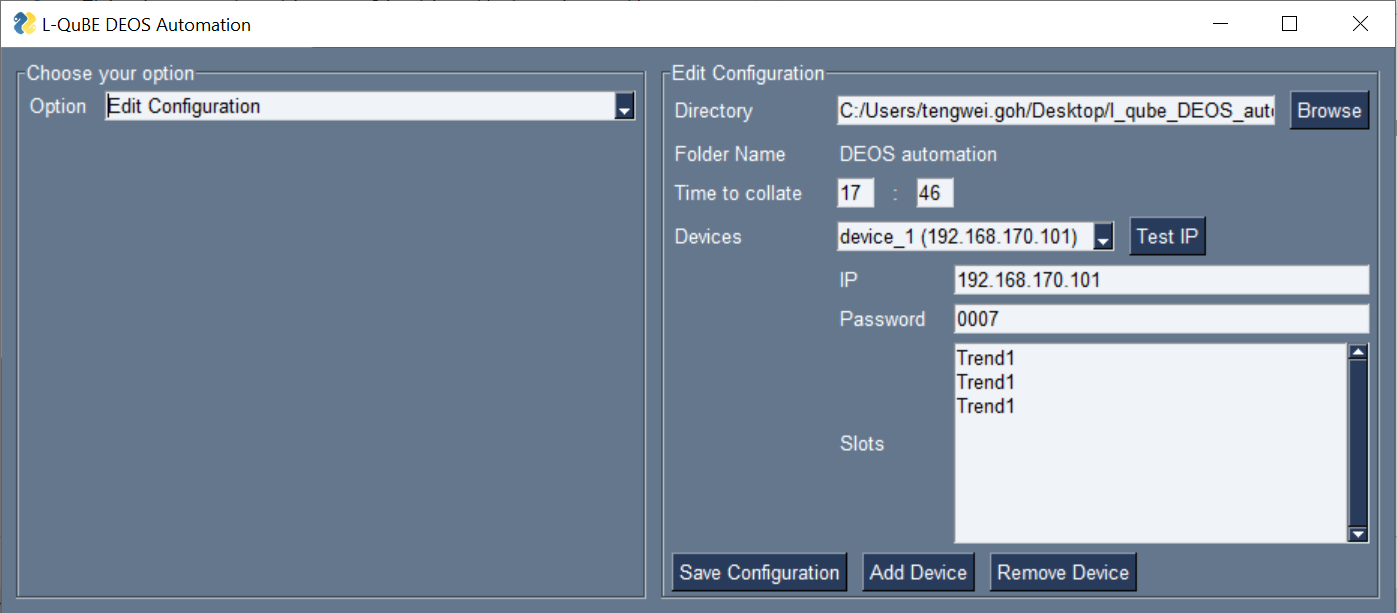 L-QuBE DEOS Automation
Choose your option
Option Edit Configuration
Edit Configuration
Directory C:/Users/tengwei.goh/Desktop/l_qube_DEOS_aut Browse
Folder Name DEOS automation
Time to collate 17 : 46
Devices device_1 (192.168.170.101) Test IP
IP 192.168.170.101
Password 0007
Trend1
Trend1
Trend1
Slots
Save Configuration Add Device Remove Device